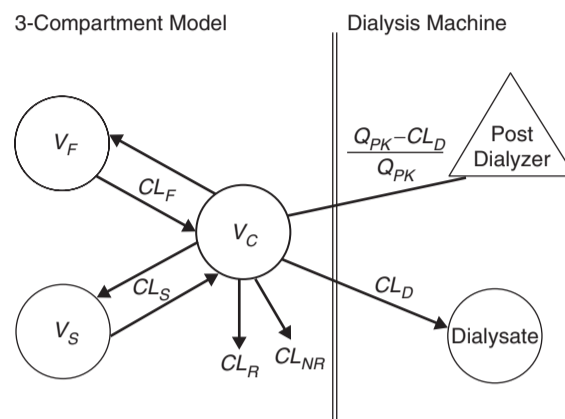 3-Compartment Model
Dialysis Machine
V_F
CL_F
V_C
Q_PK–CL_D
Q_PK
Post
Dialyzer
CL_S
V_S
CL_R
CL_NR
CL_D
Dialysate